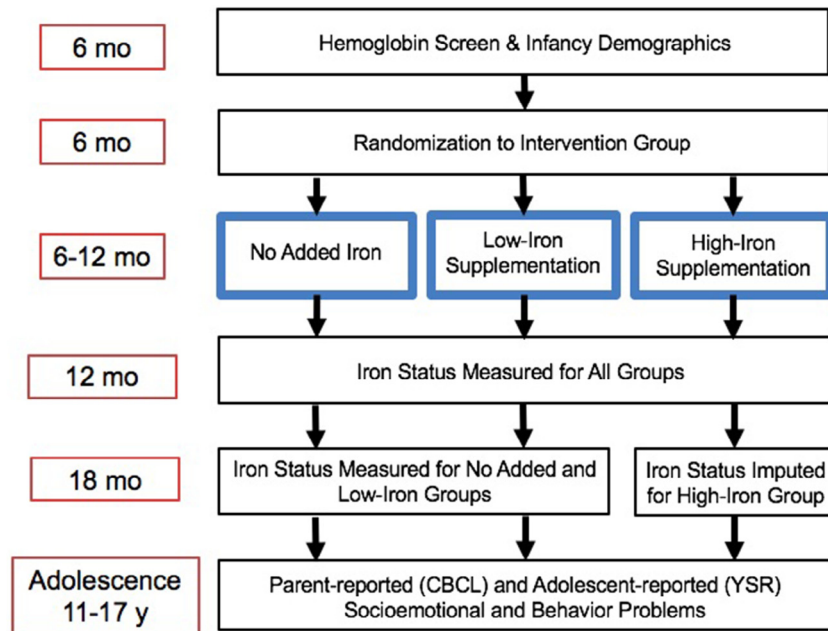 6 mo
Hemoglobin Screen & Infancy Demographics
6 mo
Randomization to Intervention Group
6-12 mo
No Added Iron
Low-Iron
Supplementation
High-Iron
Supplementation
12 mo
Iron Status Measured for All Groups
18 mo
Iron Status Measured for No Added and
Low-Iron Groups
Iron Status Imputed
for High-Iron Group
Adolescence
11-17 y
Parent-reported (CBCL) and Adolescent-reported (YSR)
Socioemotional and Behavior Problems